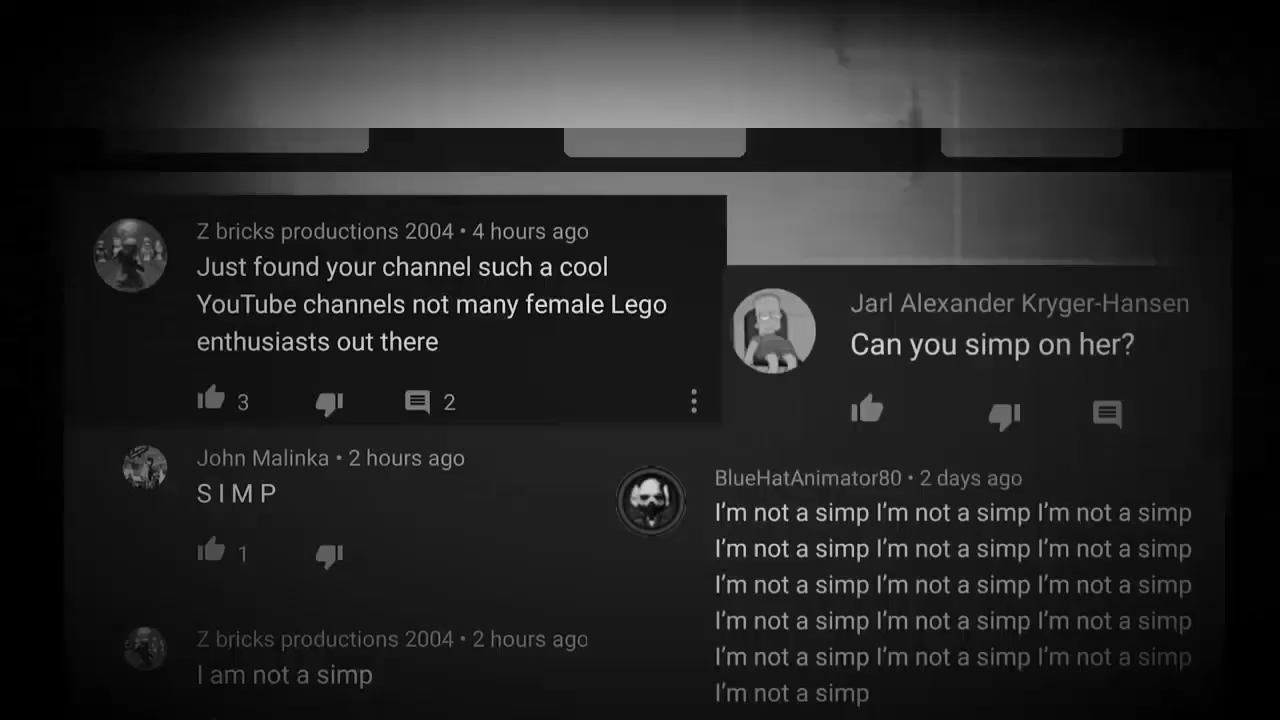 Z bricks productions 2004 • 4 hours ago
Just found your channel such a cool
YouTube channels not many female Lego
enthusiasts out there
3 2
John Malinka • 2 hours ago
S I M P
1
Z bricks productions 2004 • 2 hours ago
I am not a simp
Jarl Alexander Kryger-Hansen
Can you simp on her?
BlueHatAnimator80 • 2 days ago
I'm not a simp I'm not a simp I'm not a simp
I'm not a simp I'm not a simp I'm not a simp
I'm not a simp I'm not a simp I'm not a simp
I'm not a simp I'm not a simp I'm not a simp
I'm not a simp I'm not a simp I'm not a simp
I'm not a simp